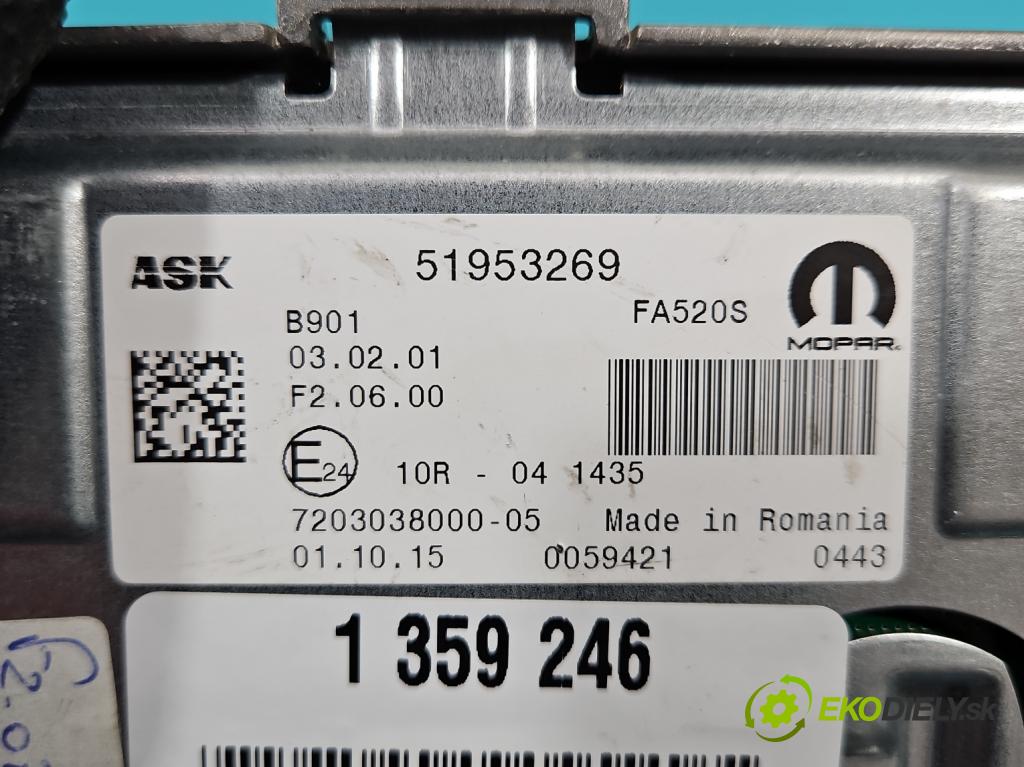 ASK
51953269
B901
FA520S
MOPAR
03.02.01
F2.06.00
E24
10R - 04 1435
7203038000-05 Made in Romania
01.10.15 0059421 0443
1 359 246
EKODIELY.sk